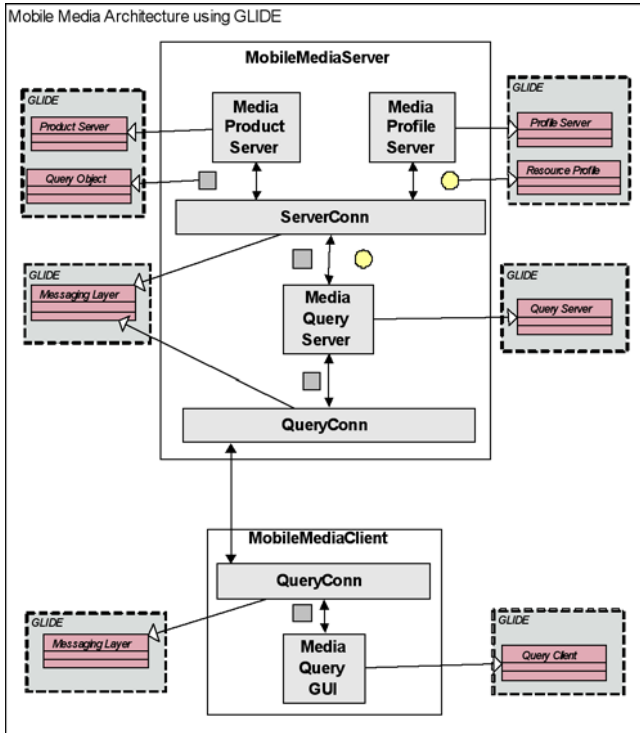 Mobile Media Architecture using GLIDE
MobileMediaServer
GLIDE
Product Server
Query Object
Media
Product
Server
Media
Profile
Server
GLIDE
Profile Server
Resource Profile
ServerConn
GLIDE
Messaging Layer
Media
Query
Server
GLIDE
Query Server
QueryConn
MobileMediaClient
QueryConn
GLIDE
Messaging Layer
Media
Query
GUI
GLIDE
Query Client